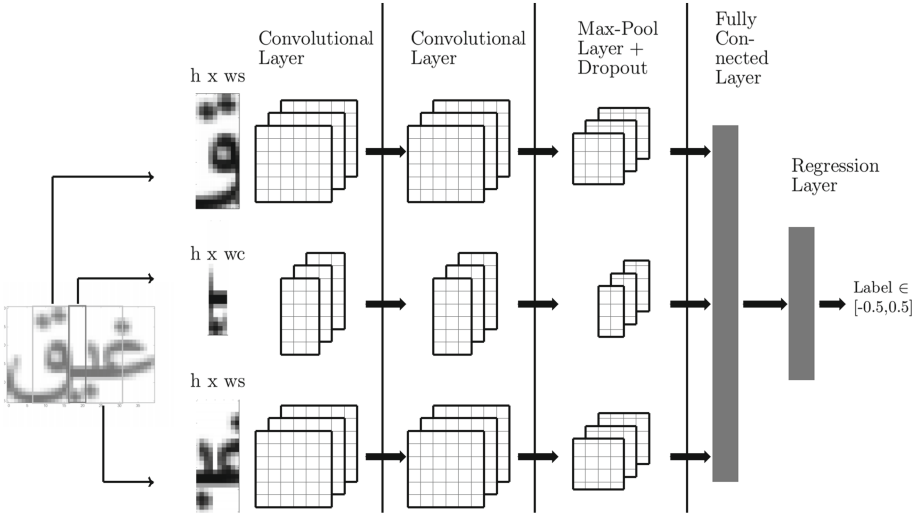 Convolutional
Layer
Convolutional
Layer
Max-Pool
Layer +
Dropout
Fully
Con-
nected
Layer
h x ws
Regression
Layer
h x wc
Label ∈
[-0.5,0.5]
غيق
h x ws